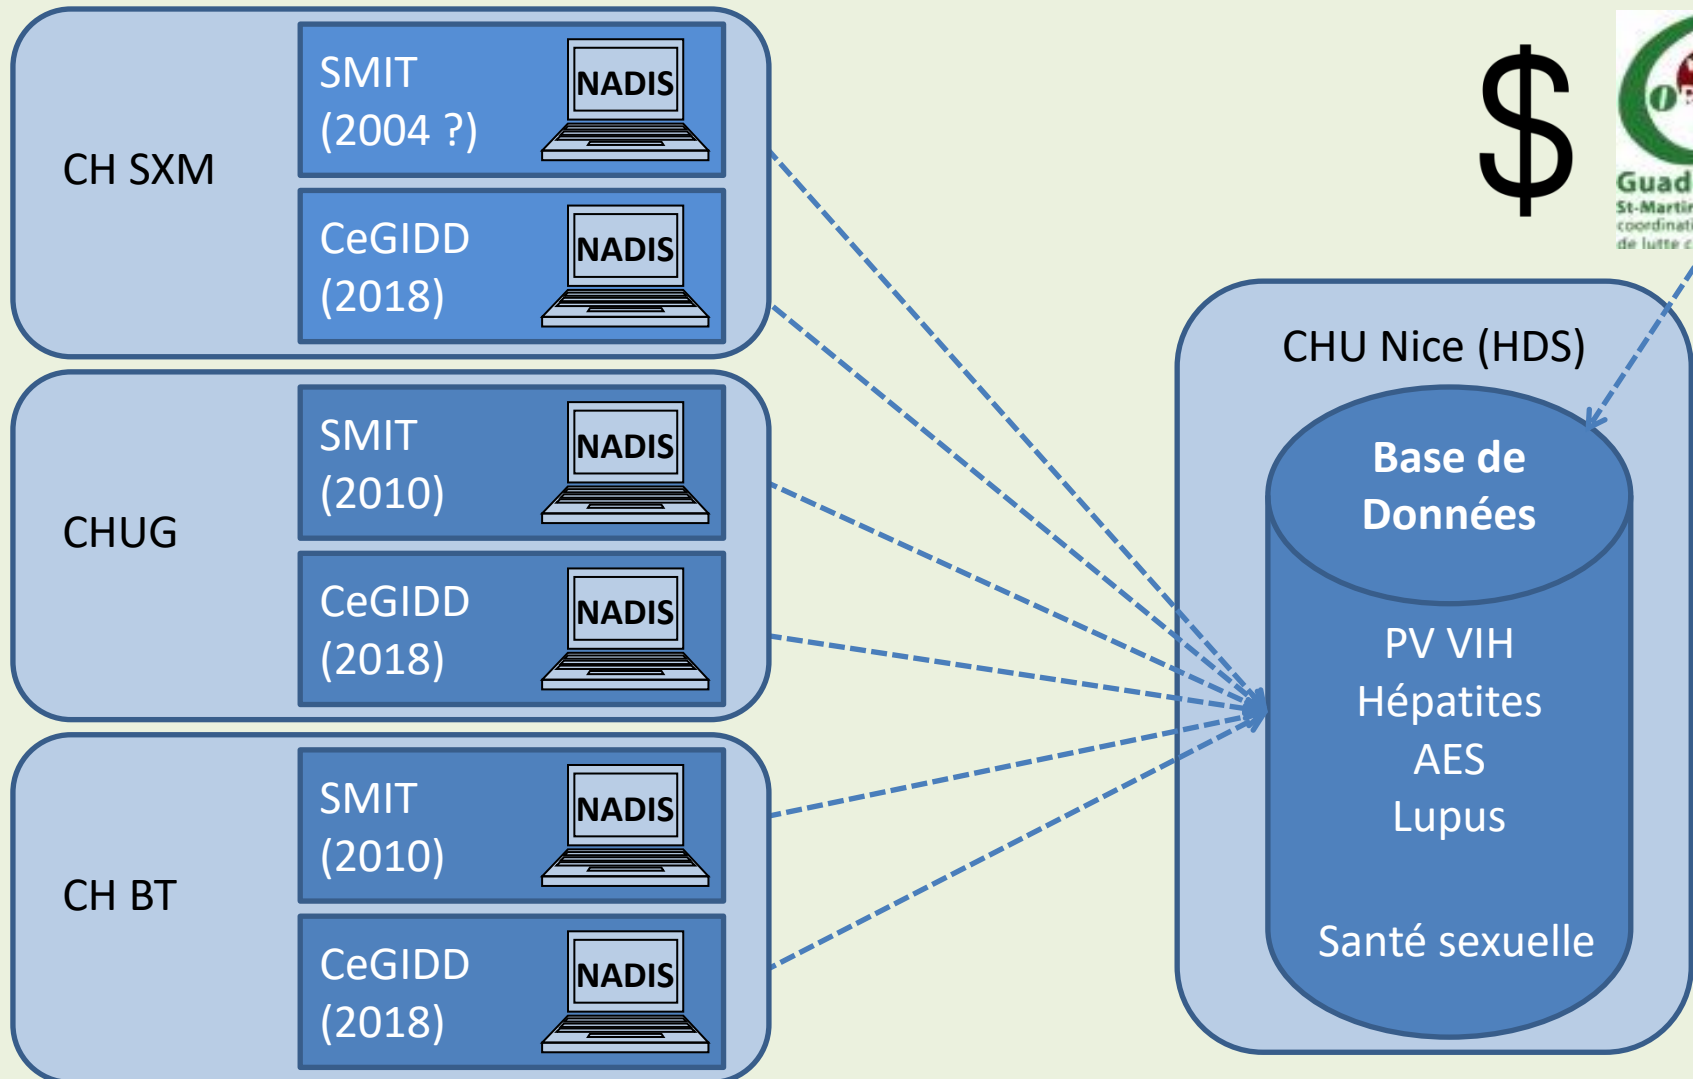 CH SXM
SMIT
(2004 ?)
NADIS
CeGIDD
(2018)
NADIS
CHUG
SMIT
(2010)
NADIS
CeGIDD
(2018)
NADIS
CH BT
SMIT
(2010)
NADIS
CeGIDD
(2018)
NADIS
$
Guad
St-Martin
de lutte c
CHU Nice (HDS)
Base de
Données
PV VIH
Hépatites
AES
Lupus
Santé sexuelle